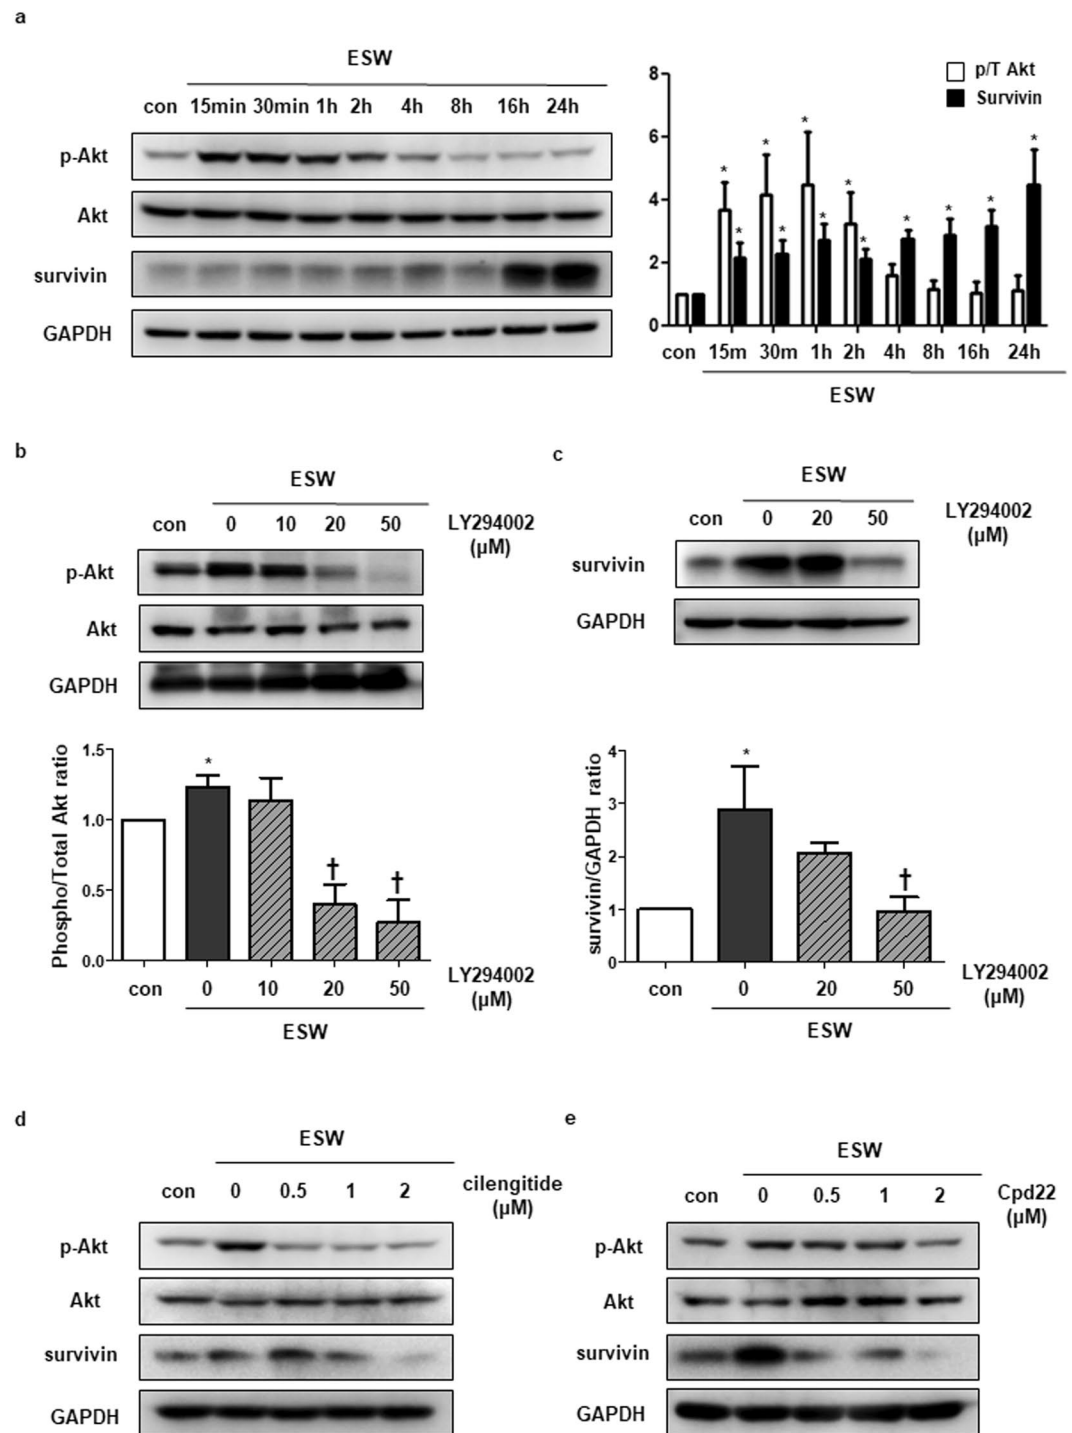 a
ESW
con 15min 30min 1h 2h 4h 8h 16h 24h
p-Akt
Akt
survivin
GAPDH
p/T Akt
Survivin
8
6
4
2
0
* * * * * * * * * * * *
con 15m 30m 1h 2h 4h 8h 16h 24h
ESW
b
ESW
con 0 10 20 50
LY294002
(µM)
p-Akt
Akt
GAPDH
Phospho/Total Akt ratio
1.5
1.0
0.5
0.0
* † †
con 0 10 20 50
LY294002
(µM)
ESW
c
ESW
con 0 20 50
LY294002
(µM)
survivin
GAPDH
survivin/GAPDH ratio
4
3
2
1
0
* †
con 0 20 50
LY294002
(µM)
ESW
d
ESW
con 0 0.5 1 2
cilengitide
(µM)
p-Akt
Akt
survivin
GAPDH
e
ESW
con 0 0.5 1 2
Cpd22
(µM)
p-Akt
Akt
survivin
GAPDH